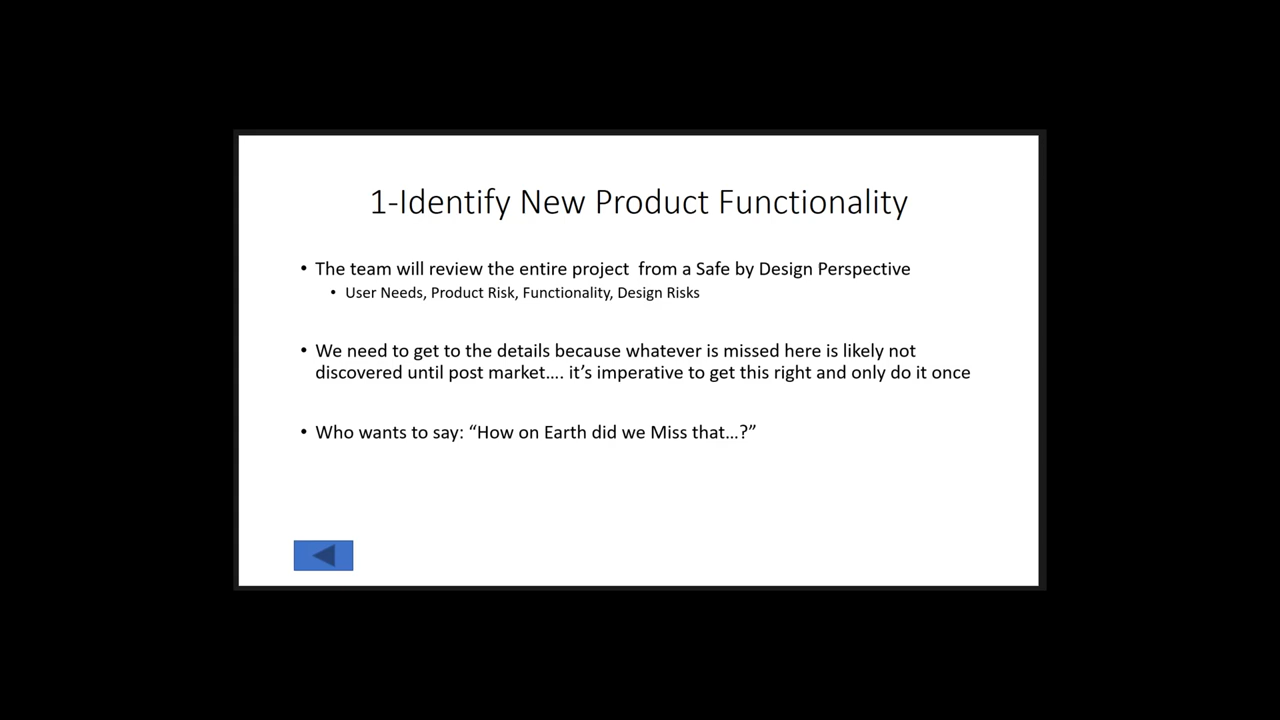 1-Identify New Product Functionality
• The team will review the entire project  from a Safe by Design Perspective
• User Needs, Product Risk, Functionality, Design Risks
• We need to get to the details because whatever is missed here is likely not
discovered until post market.... it’s imperative to get this right and only do it once
• Who wants to say: “How on Earth did we Miss that...?”